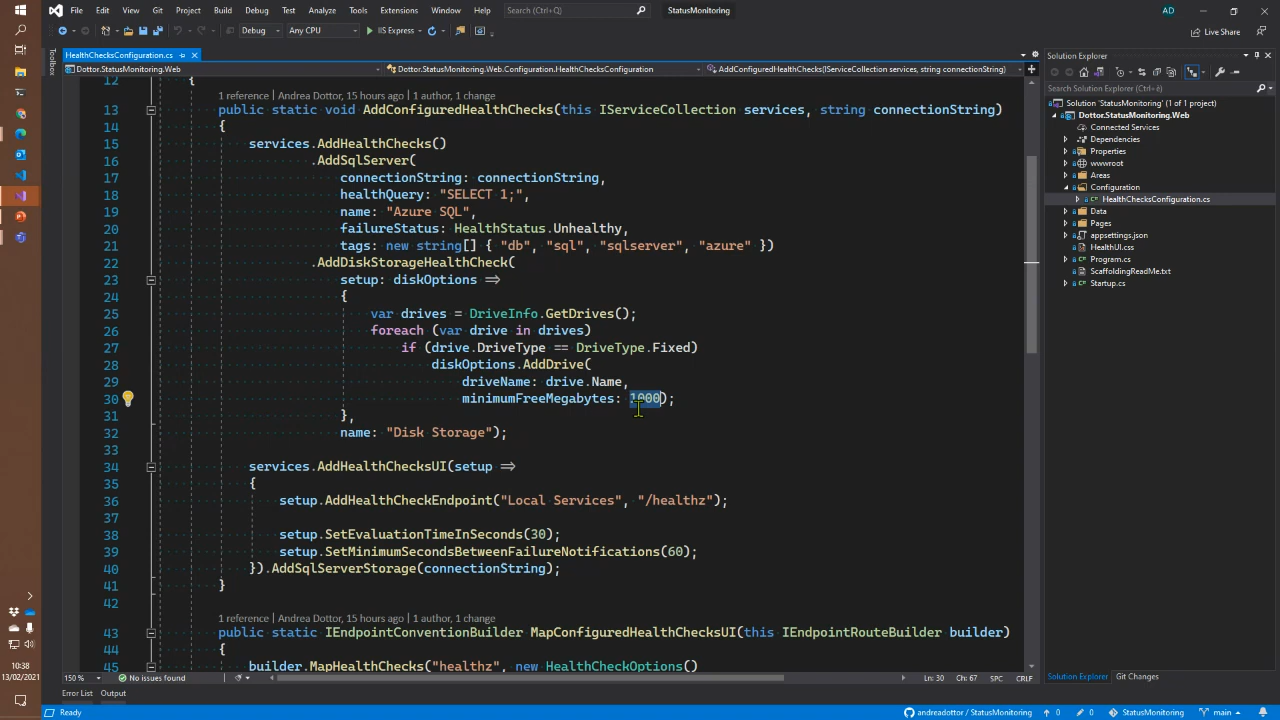 File Edit View Git Project Build Debug Test Analyze Tools Extensions Window Help Search (Ctrl+Q) StatusMonitoring AD
Debug Any CPU IIS Express Live Share
HealthChecksConfiguration.cs
Dottor.StatusMonitoring.Web Dottor.StatusMonitoring.Web.Configuration.HealthChecksConfiguration AddConfiguredHealthChecks(IServiceCollection services, string connectionString)
Toolbox
12 {
1 reference | Andrea Dottor, 15 hours ago | 1 author, 1 change
13 public static void AddConfiguredHealthChecks(this IServiceCollection services, string connectionString)
14 {
15 services.AddHealthChecks()
16 .AddSqlServer(
17 connectionString: connectionString,
18 healthQuery: "SELECT 1;",
19 name: "Azure SQL",
20 failureStatus: HealthStatus.Unhealthy,
21 tags: new string[] { "db", "sql", "sqlserver", "azure" })
22 .AddDiskStorageHealthCheck(
23 setup: diskOptions =>
24 {
25 var drives = DriveInfo.GetDrives();
26 foreach (var drive in drives)
27 if (drive.DriveType == DriveType.Fixed)
28 diskOptions.AddDrive(
29 driveName: drive.Name,
30 minimumFreeMegabytes: 1000);
31 },
32 name: "Disk Storage");
33
34 services.AddHealthChecksUI(setup =>
35 {
36 setup.AddHealthCheckEndpoint("Local Services", "/healthz");
37
38 setup.SetEvaluationTimeInSeconds(30);
39 setup.SetMinimumSecondsBetweenFailureNotifications(60);
40 }).AddSqlServerStorage(connectionString);
41 }
42
1 reference | Andrea Dottor, 15 hours ago | 1 author, 1 change
43 public static IEndpointConventionBuilder MapConfiguredHealthChecksUI(this IEndpointRouteBuilder builder)
44 {
45 builder.MapHealthChecks("healthz", new HealthCheckOptions()
150 % No issues found Ln: 30 Ch: 67 SPC CRLF
Error List Output
Ready andreadottor / StatusMonitoring 0 0 StatusMonitoring main
Solution Explorer
Search Solution Explorer (Ctrl+è)
Solution 'StatusMonitoring' (1 of 1 project)
Dottor.StatusMonitoring.Web
Connected Services
Dependencies
Properties
wwwroot
Areas
Configuration
HealthChecksConfiguration.cs
Data
Pages
appsettings.json
HealthUI.css
Program.cs
ScaffoldingReadMe.txt
Startup.cs
Solution Explorer Git Changes
10:38
13/02/2021